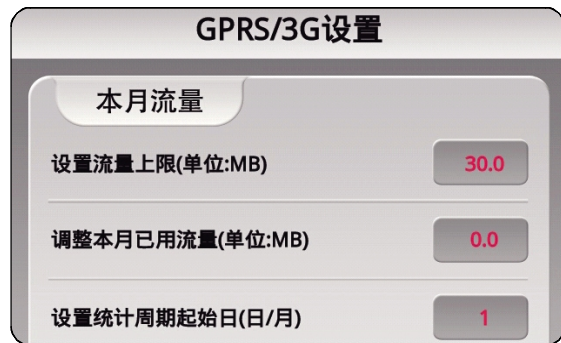 GPRS/3G设置
本月流量
设置流量上限(单位:MB) 30.0
调整本月已用流量(单位:MB) 0.0
设置统计周期起始日(日/月) 1